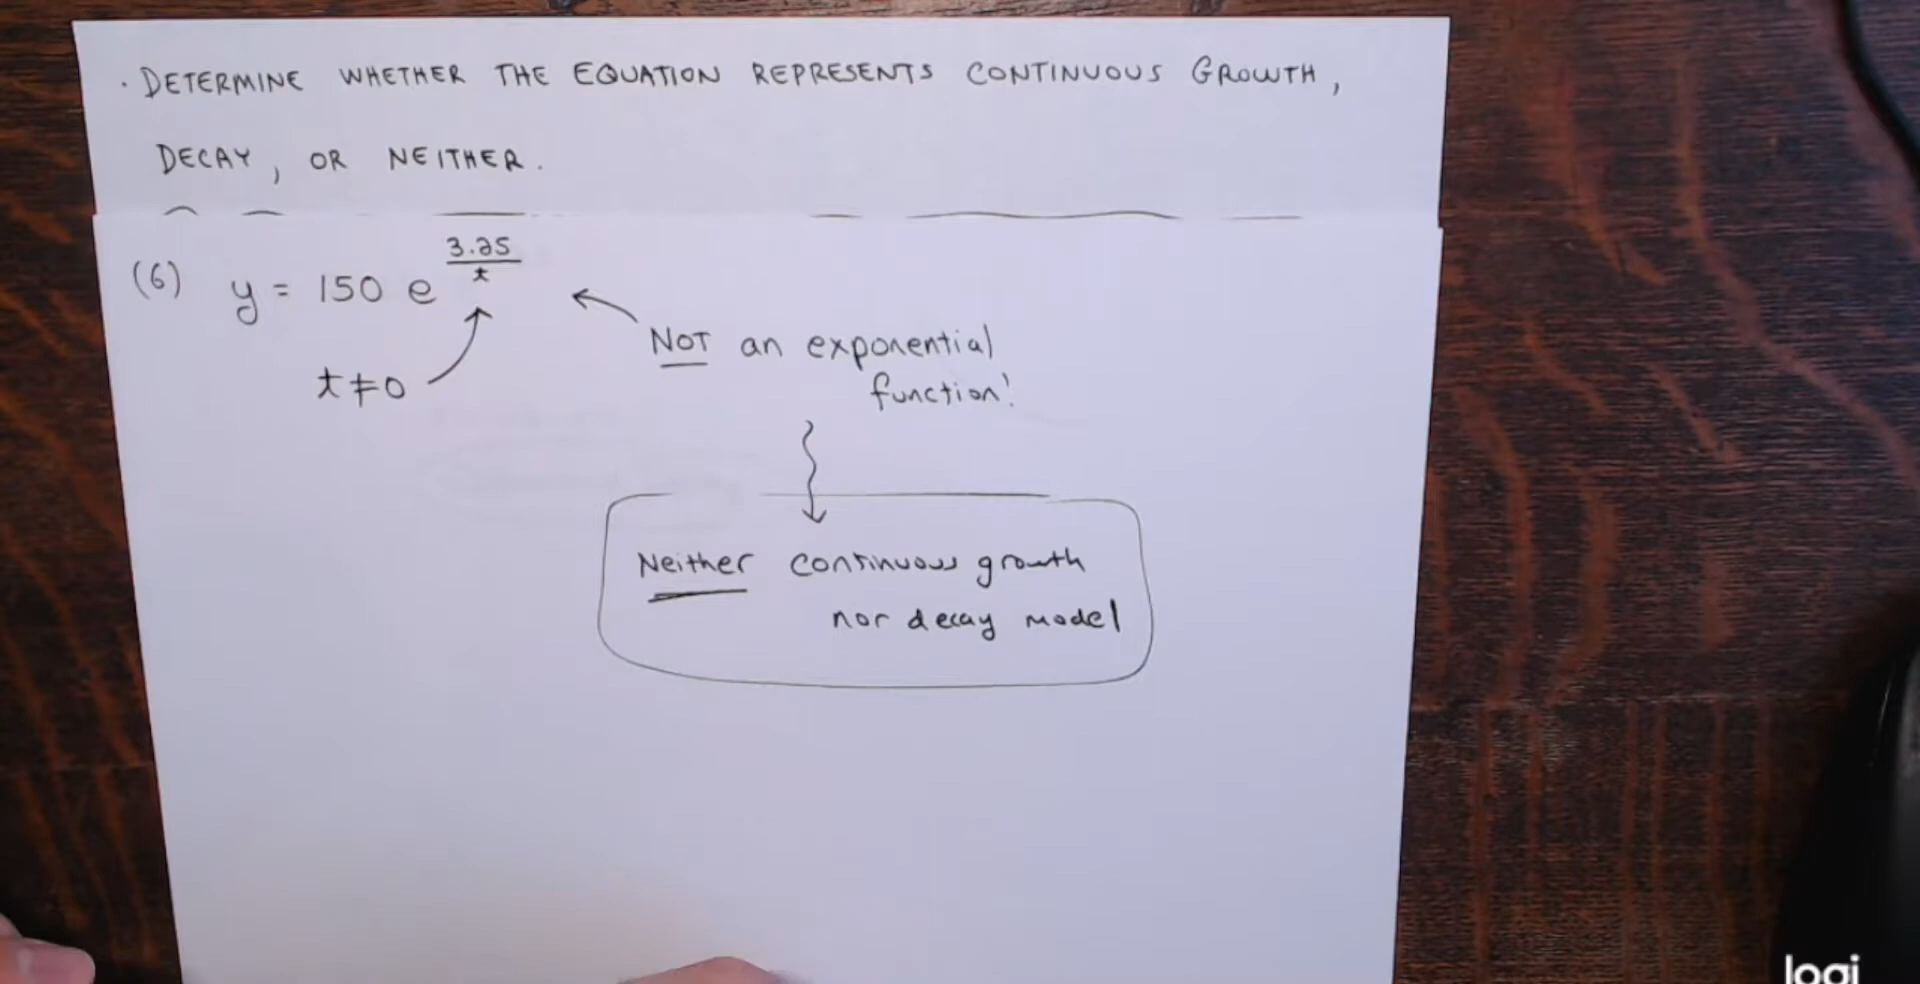 · DETERMINE WHETHER THE EQUATION REPRESENTS CONTINUOUS GROWTH,
DECAY, OR NEITHER.
(6) y = 150 e^(3.25/t)
t ≠ 0
NOT an exponential
function!
Neither continuous growth
nor decay model
logi